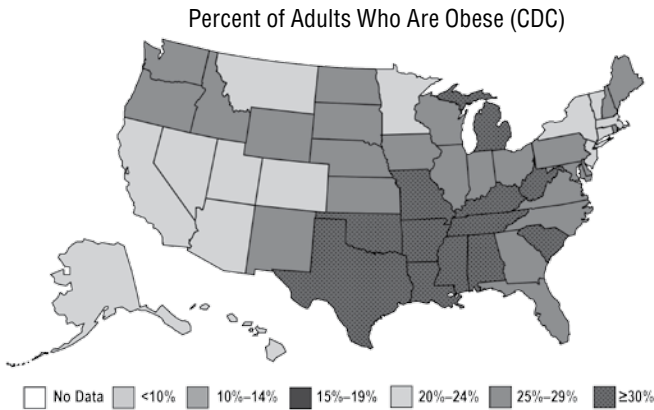 Percent of Adults Who Are Obese (CDC)
No Data <10% 10%–14% 15%–19% 20%–24% 25%–29% ≥30%